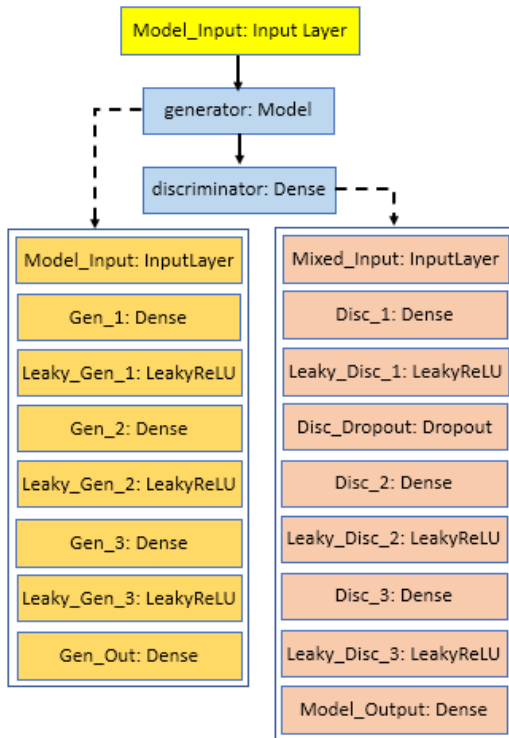 Model_Input: Input Layer
generator: Model
discriminator: Dense
Model_Input: InputLayer
Gen_1: Dense
Leaky_Gen_1: LeakyReLU
Gen_2: Dense
Leaky_Gen_2: LeakyReLU
Gen_3: Dense
Leaky_Gen_3: LeakyReLU
Gen_Out: Dense
Mixed_Input: InputLayer
Disc_1: Dense
Leaky_Disc_1: LeakyReLU
Disc_Dropout: Dropout
Disc_2: Dense
Leaky_Disc_2: LeakyReLU
Disc_3: Dense
Leaky_Disc_3: LeakyReLU
Model_Output: Dense